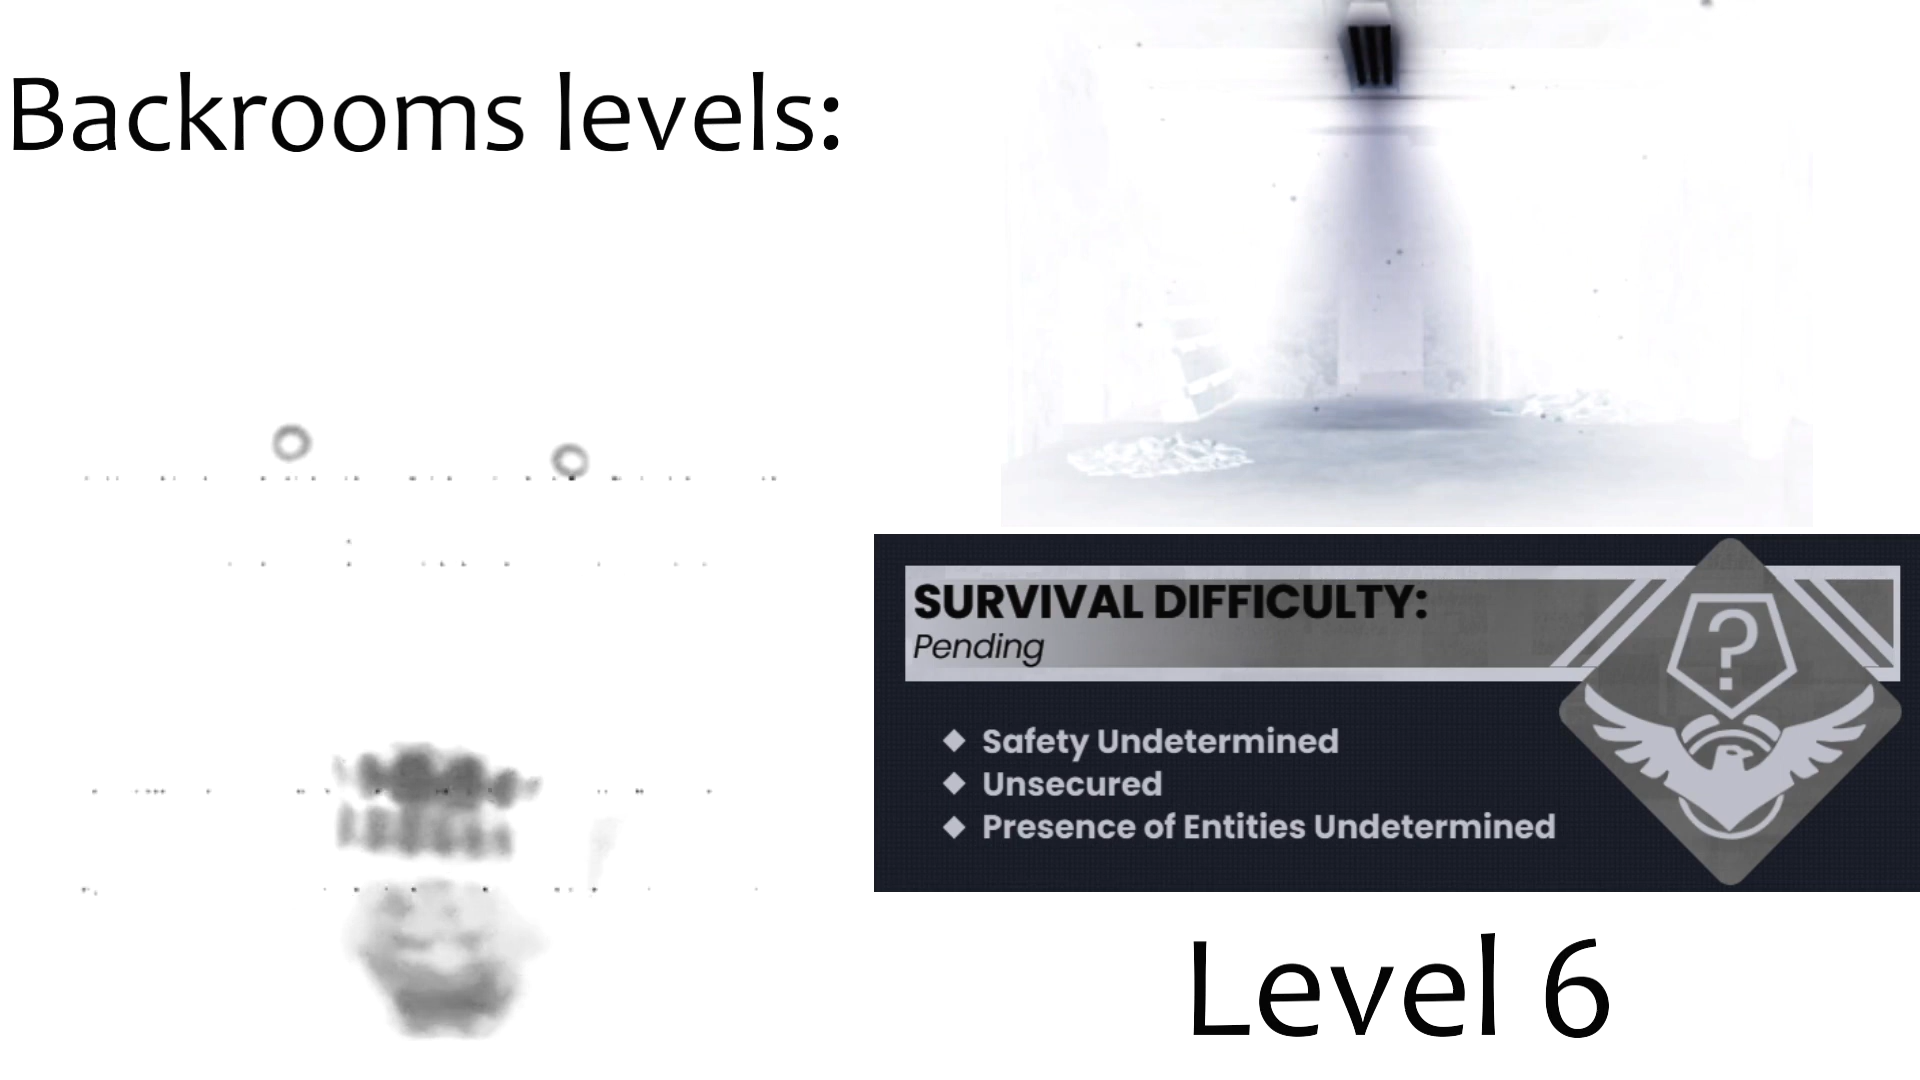 Backrooms levels:
SURVIVAL DIFFICULTY:
Pending
?
Safety Undetermined
Unsecured
Presence of Entities Undetermined
Level 6